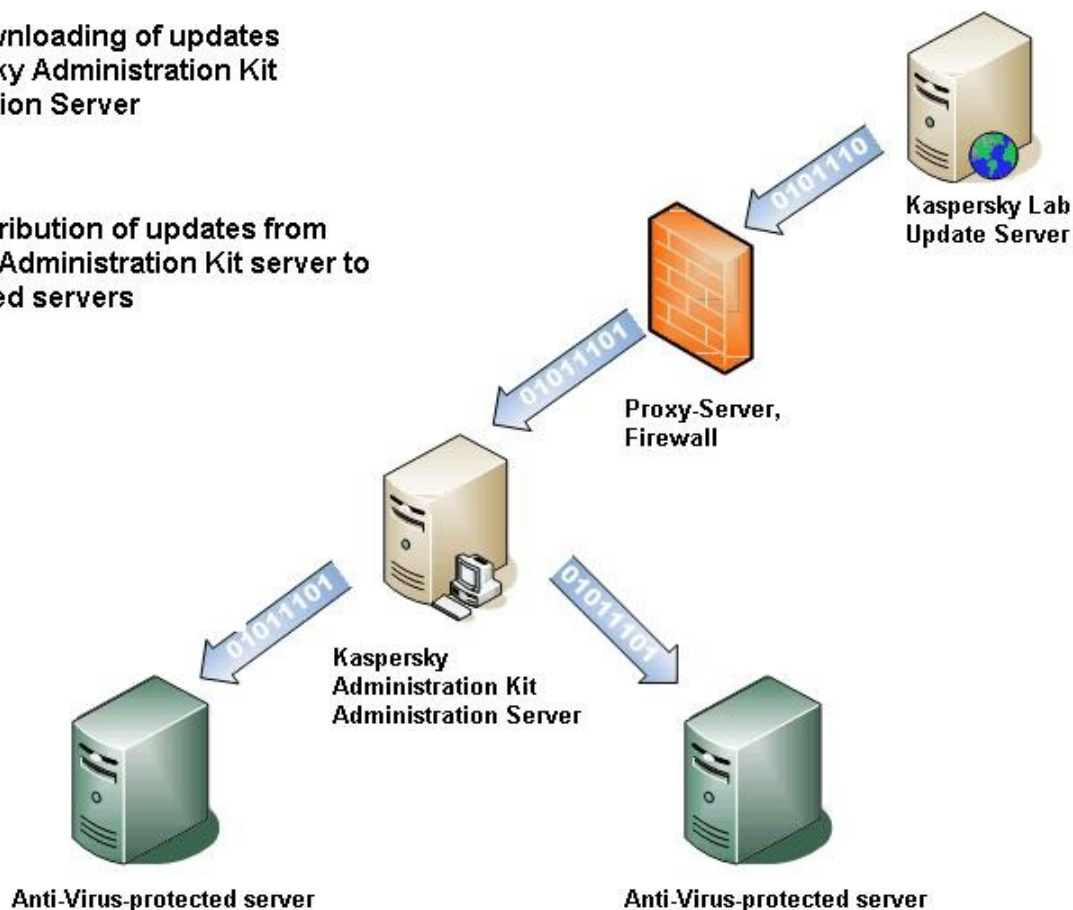 wnloading of updates
ky Administration Kit
ion Server
0101110
Kaspersky Lab
Update Server
ribution of updates from
Administration Kit server to
ed servers
01011101
Proxy-Server,
Firewall
01011101
01011101
Kaspersky
Administration Kit
Administration Server
Anti-Virus-protected server
Anti-Virus-protected server